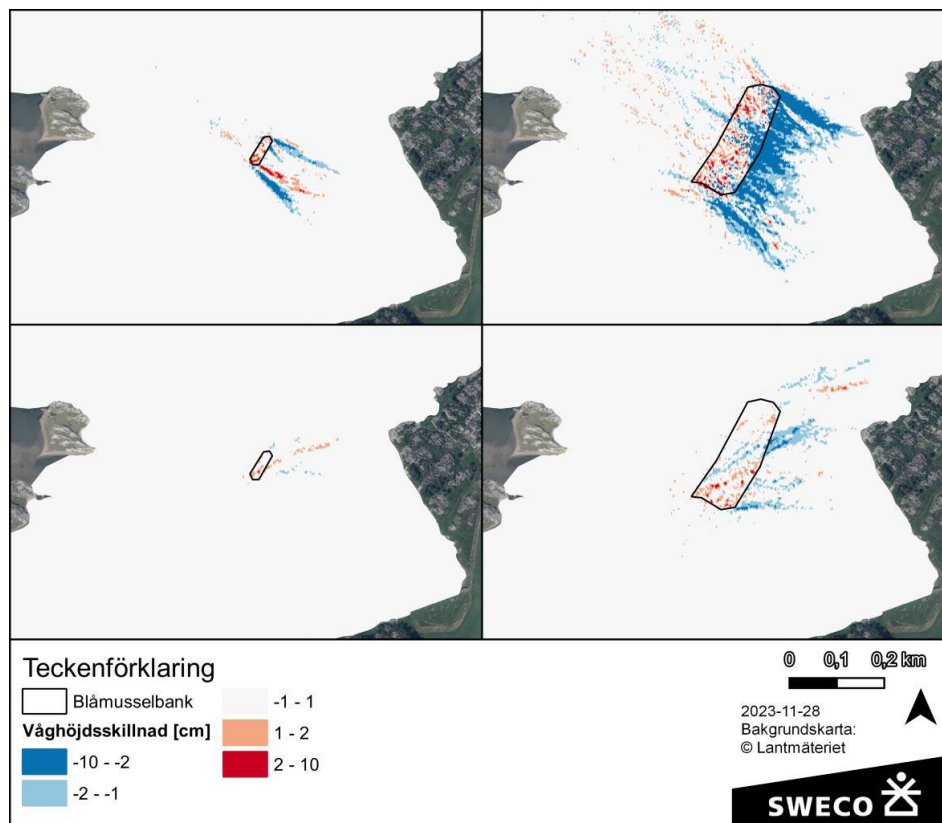 Teckenförklaring
Blåmusselbank
Våghöjdsskillnad [cm]
-10 - -2
-2 - -1
-1 - 1
1 - 2
2 - 10
0 0,1 0,2 km
2023-11-28
Bakgrundskarta:
© Lantmäteriet
SWECO